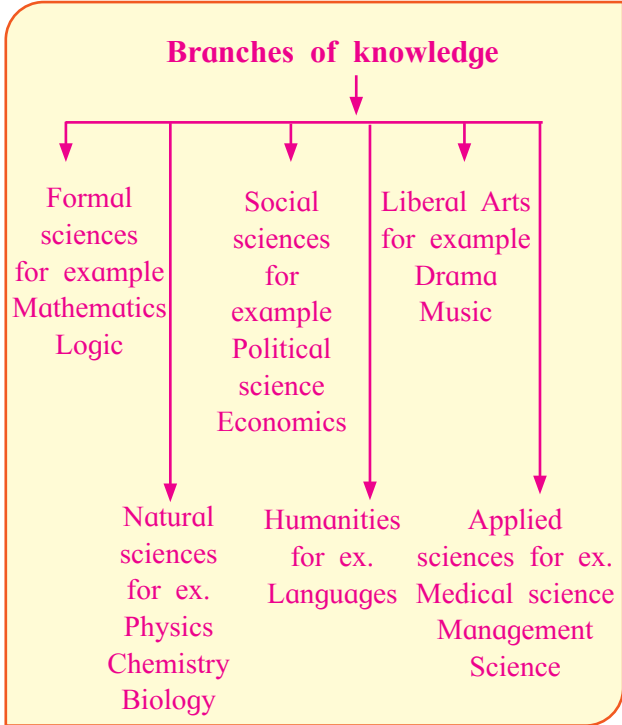 Branches of knowledge
Formal
sciences
for example
Mathematics
Logic
Social
sciences
for
example
Political
science
Economics
Liberal Arts
for example
Drama
Music
Natural
sciences
for ex.
Physics
Chemistry
Biology
Humanities
for ex.
Languages
Applied
sciences for ex.
Medical science
Management
Science